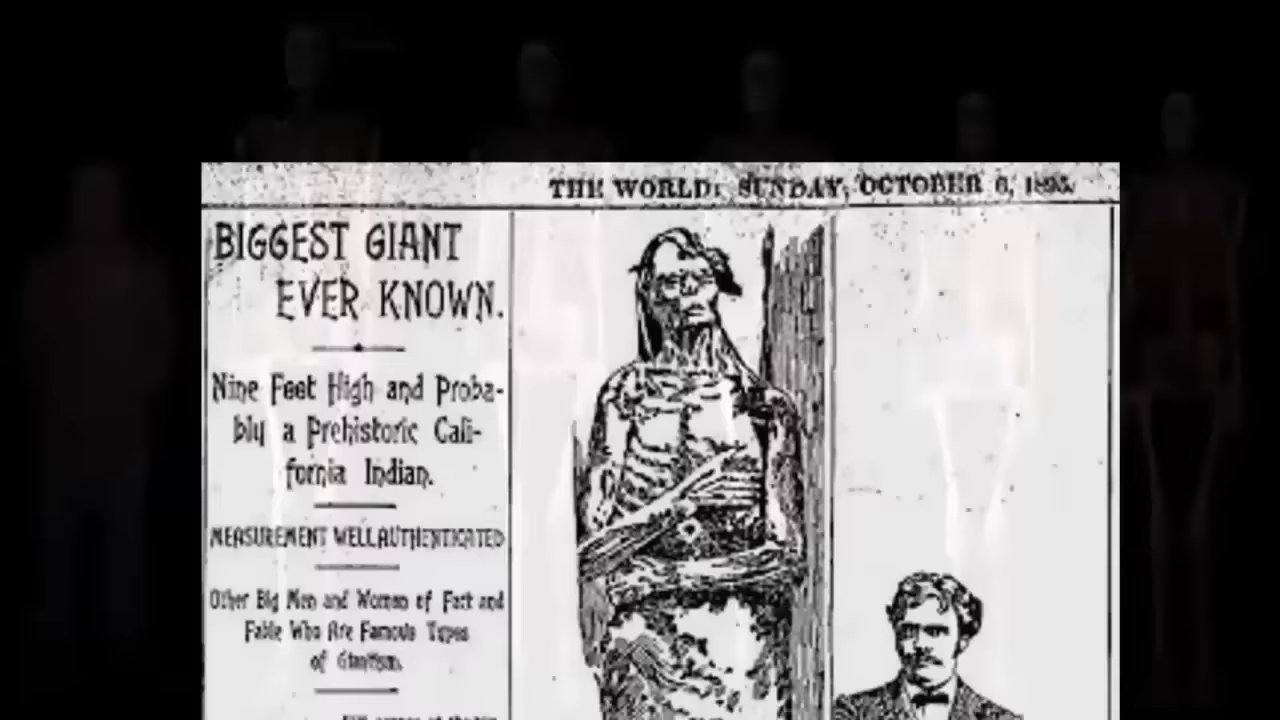 THE WORLD: SUNDAY, OCTOBER 6, 1895.
BIGGEST GIANT
EVER KNOWN.
Nine Feet High and Proba-
bly a Prehistoric Cali-
fornia Indian.
MEASUREMENT WELL AUTHENTICATED
Other Big Men and Women of Fact and
Fable Who Are Famous Types
of Giantism.